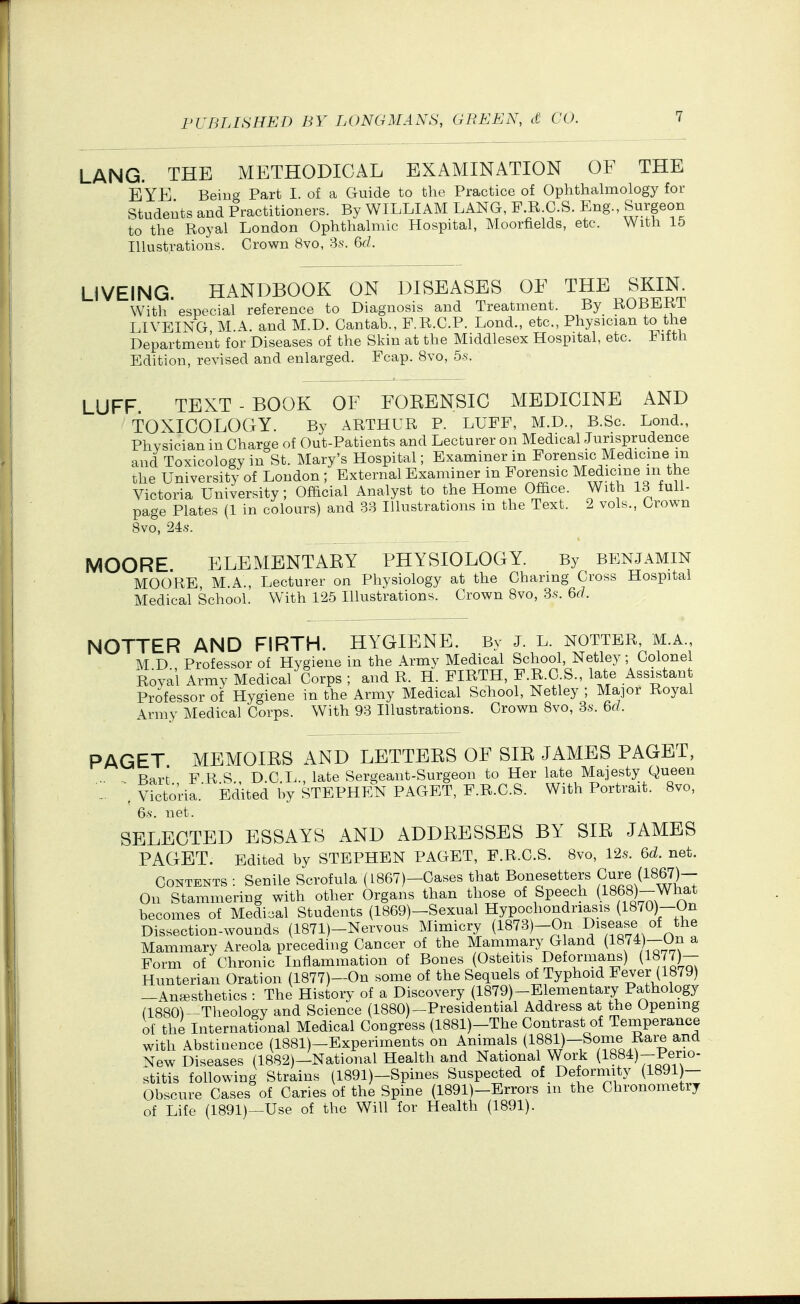 PUBLISHED BY LONGMANS, GREEN, & CO. 7
LANG. THE METHODICAL EXAMINATION OF THE
EYE. Being Part I. of a Guide to the Practice of Ophthalmology for
Students and Practitioners. By WILLIAM LANG, F.R.C.S. Eng., Surgeon
to the Royal London Ophthalmic Hospital, Moorfields, etc. With 15
Illustrations. Crown 8vo, 3s. 6d.
LIVEING. HANDBOOK ON DISEASES OF THE SKIN.
With especial reference to Diagnosis and Treatment. By ROBERT
LIVEING, M.A. and M.D. Cantab., F.R.C.P. Lond., etc., Physician to the
Department for Diseases of the Skin at the Middlesex Hospital, etc. Fifth
Edition, revised and enlarged. Fcap. 8vo, 5s.
LUFF. TEXT-BOOK OF FORENSIC MEDICINE AND
TOXICOLOGY. By ARTHUR P. LUFF, M.D., B.Sc. Lond.,
Physician in Charge of Out-Patients and Lecturer on Medical Jurisprudence
and Toxicology in St. Mary's Hospital; Examiner in Forensic Medicine in
the University of London; External Examiner in Forensic Medicine in the
Victoria University; Official Analyst to the Home Office. With 13 full-
page Plates (1 in colours) and 33 Illustrations in the Text. 2 vols., Crown
8vo, 24s.
MOORE. ELEMENTARY PHYSIOLOGY. By BENJAMIN
MOORE, M.A., Lecturer on Physiology at the Charing Cross Hospital
Medical School. With 125 Illustrations. Crown 8vo, 3s. 6d.
NOTTER AND FIRTH. HYGIENE. By J. L. NOTTER, M.A.,
M.D., Professor of Hygiene in the Army Medical School, Netley; Colonel
Royal Army Medical Corps; and R. H. FIRTH, F.R.C.S., late Assistant
Professor of Hygiene in the Army Medical School, Netley; Major Royal
Army Medical Corps. With 93 Illustrations. Crown 8vo, 3s. 6d.
PAGET. MEMOIRS AND LETTERS OF SIR JAMES PAGET,
Bart., F.R.S., D.C.L., late Sergeant-Surgeon to Her late Majesty Queen
Victoria. Edited by STEPHEN PAGET, F.R.C.S. With Portrait. 8vo,
6s. net.
SELECTED ESSAYS AND ADDRESSES BY SIR JAMES
PAGET. Edited by STEPHEN PAGET, F.R.C.S. 8vo, 12s. 6d. net.
CONTENTS: Senile Scrofula (1867)—Cases that Bonesetters Cure (1867)—
On Stammering with other Organs than those of Speech (1868)—What
becomes of Medical Students (1869)—Sexual Hypochondriasis (1870)—On
Dissection-wounds (1871)—Nervous Mimicry (1873)—On Disease of the
Mammary Areola preceding Cancer of the Mammary Gland (1874)—On a
Form of Chronic Inflammation of Bones (Osteitis Deformans) (1877)—
Hunterian Oration (1877)—On some of the Sequels of Typhoid Fever (1879)
—Anæsthetics: The History of a Discovery (1879)—Elementary Pathology
(1880)—Theology and Science (1880)—Presidential Address at the Opening
of the International Medical Congress (1881)—The Contrast of Temperance
with Abstinence (1881)—Experiments on Animals (1881)—Some Rare and
New Diseases (1882)—National Health and National Work (1884)—Perio-
stitis following Strains (1891)—Spines Suspected of Deformity (1891)—
Obscure Cases of Caries of the Spine (1891)—Errors in the Chronometry
of Life (1891)—Use of the Will for Health (1891).